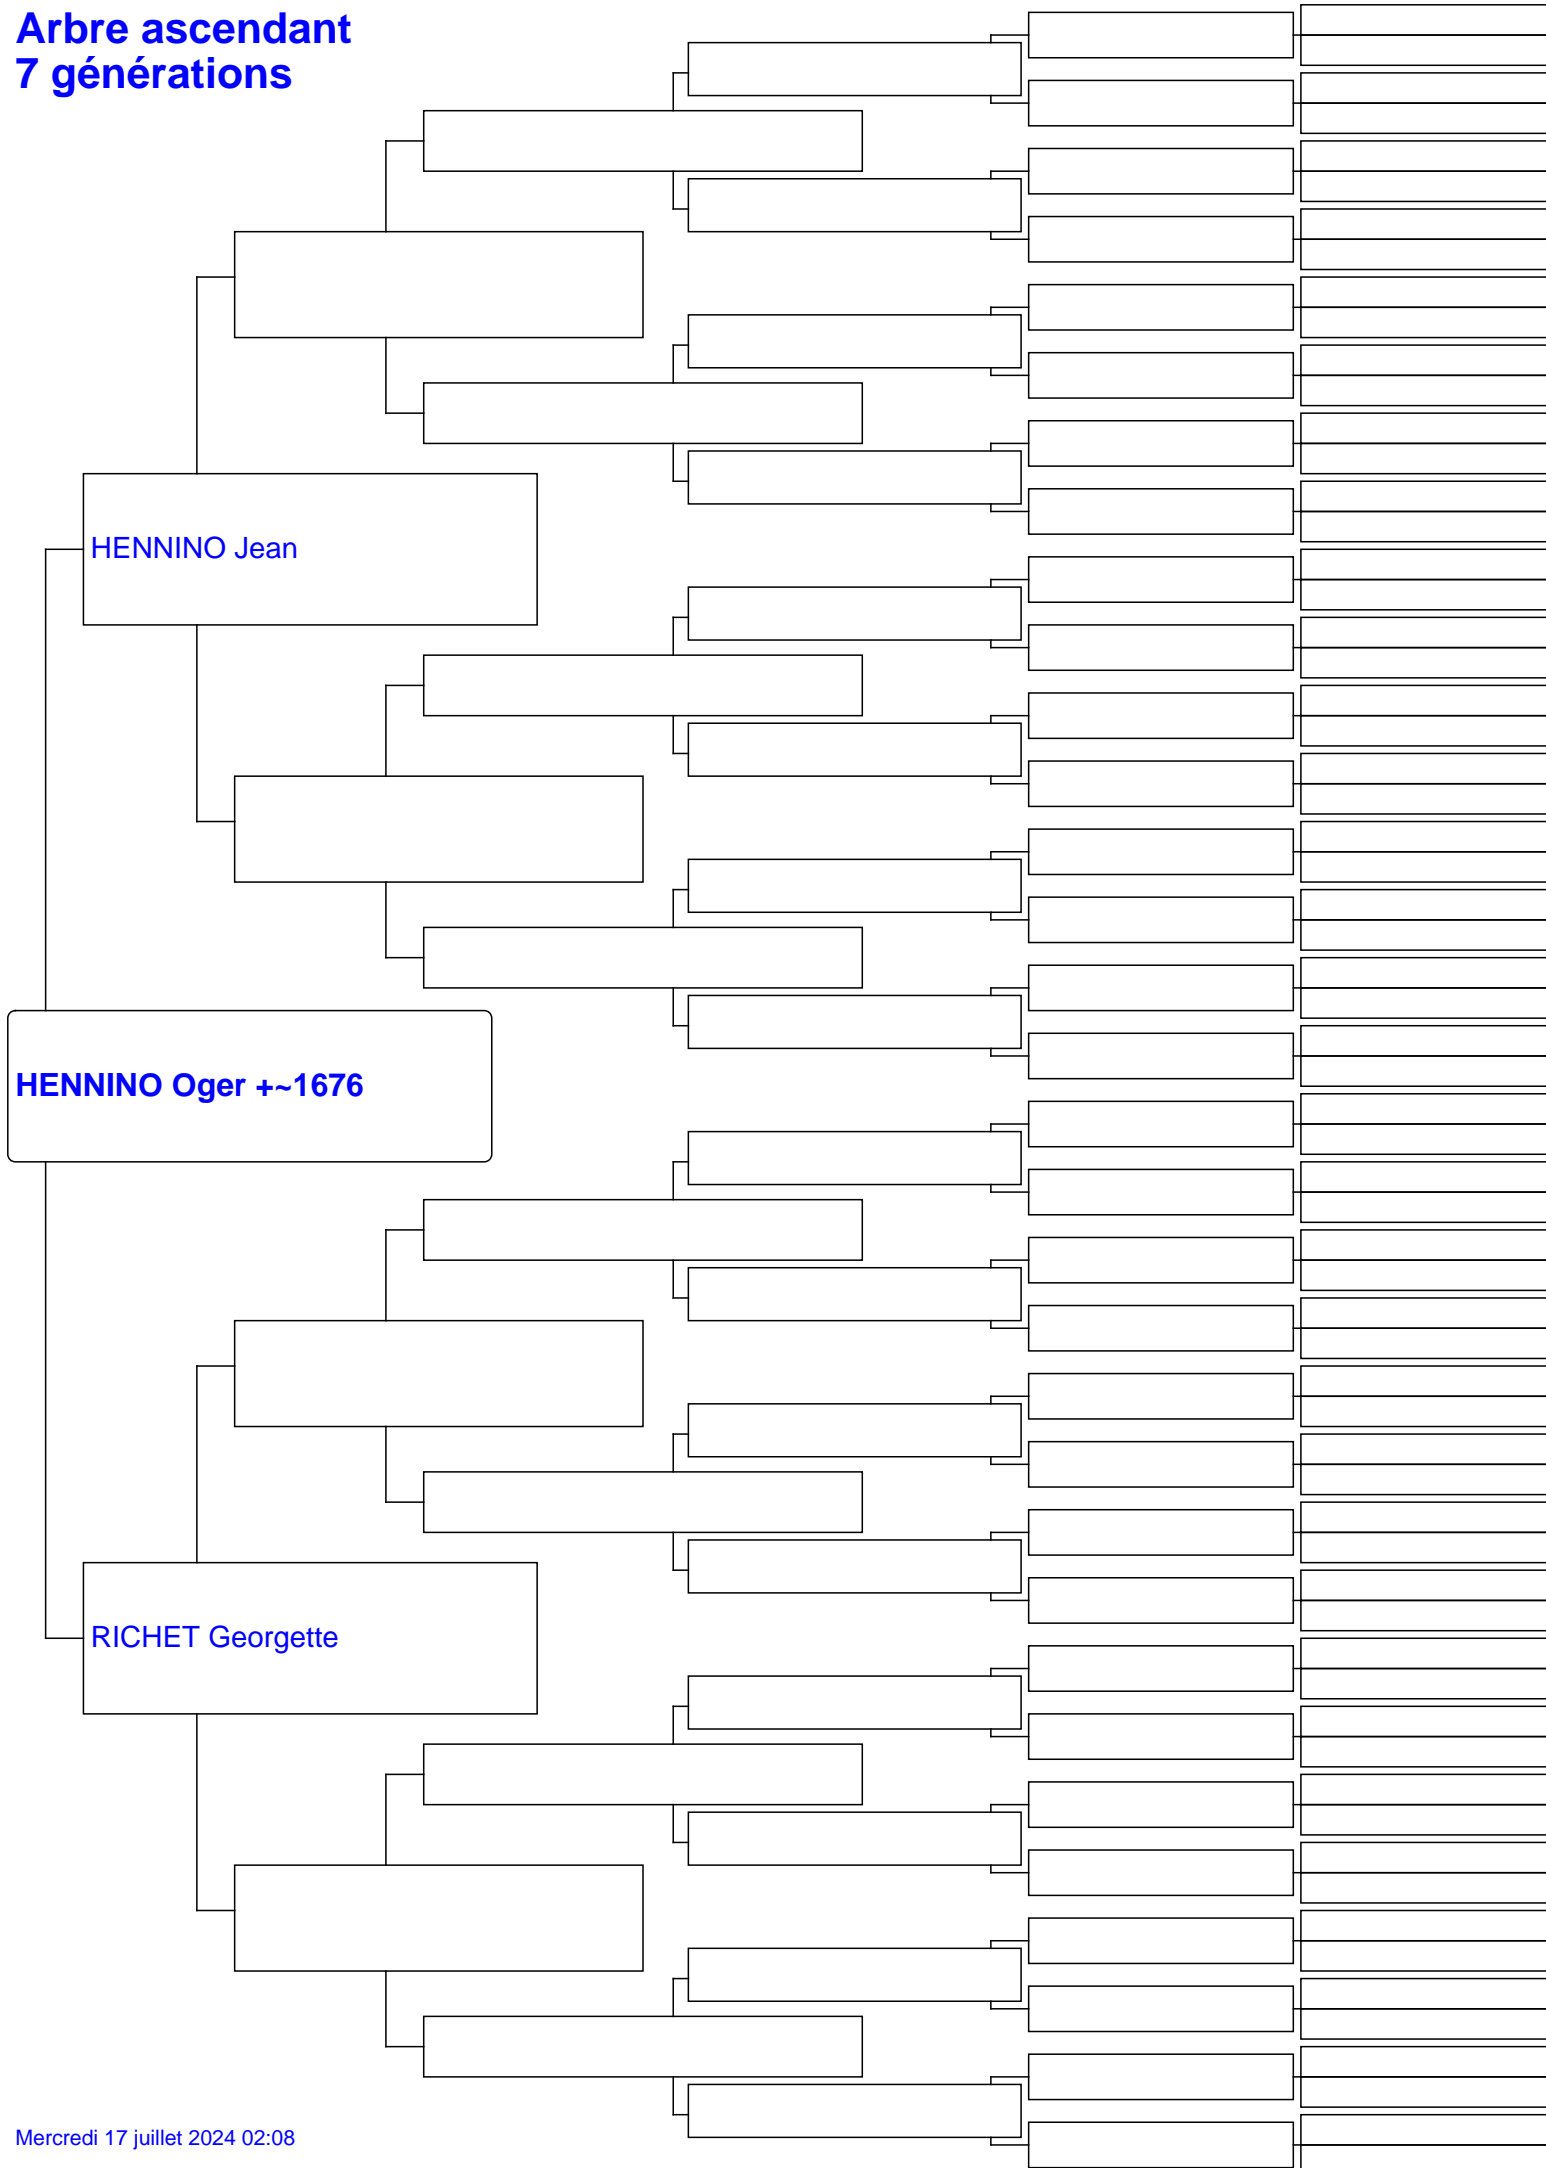 Arbre ascendant
7 générations
HENNINO Jean
HENNINO Oger +~1676
RICHET Georgette
Mercredi 17 juillet 2024 02:08